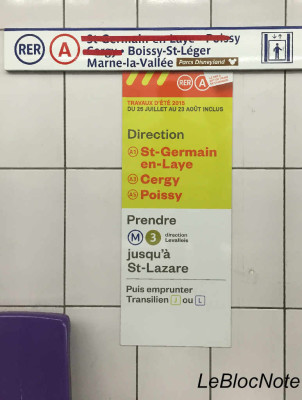 RER A St-Germain-en-Laye - Poissy
Cergy Boissy-St-Léger
Marne-la-Vallée Parcs Disneyland
RER A
TRAVAUX D'ÉTÉ 2015
DU 25 JUILLET AU 23 AOÛT INCLUS
Direction
A1 St-Germain
en-Laye
A3 Cergy
A5 Poissy
Prendre
M 3 direction
Levallois
jusqu'à
St-Lazare
Puis emprunter
Transilien J ou L
LeBlocNote